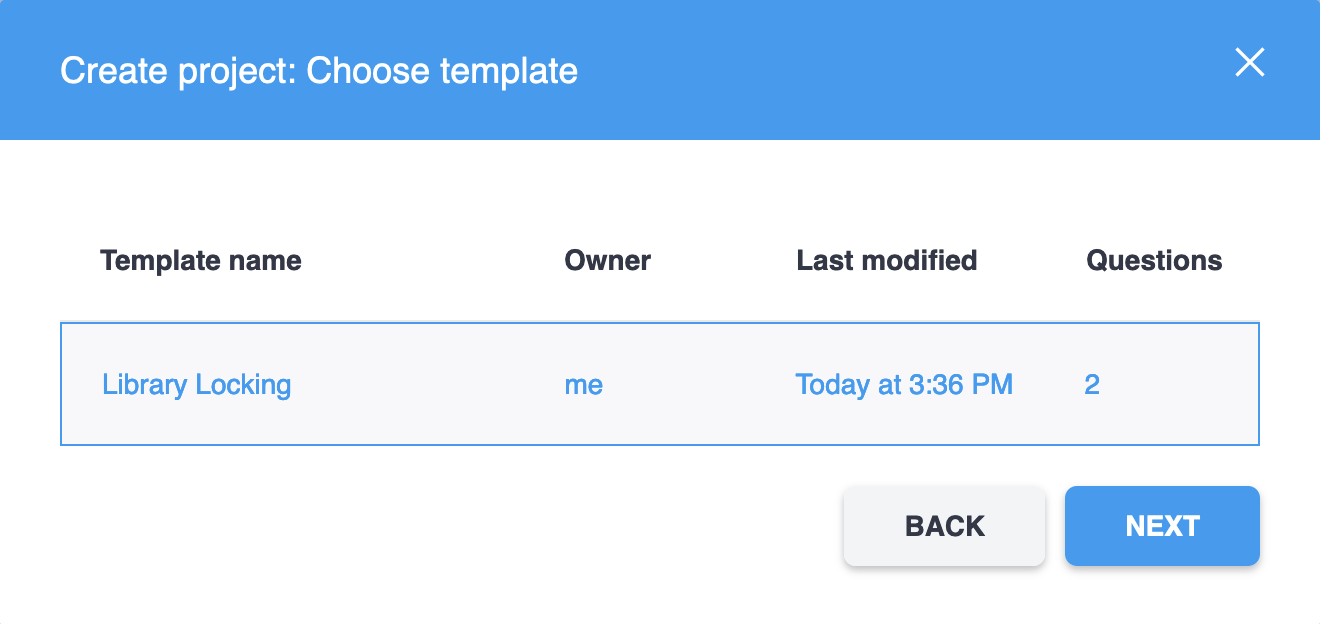 Create project: Choose template
Template name Owner Last modified Questions
Library Locking me Today at 3:36 PM 2
BACK NEXT